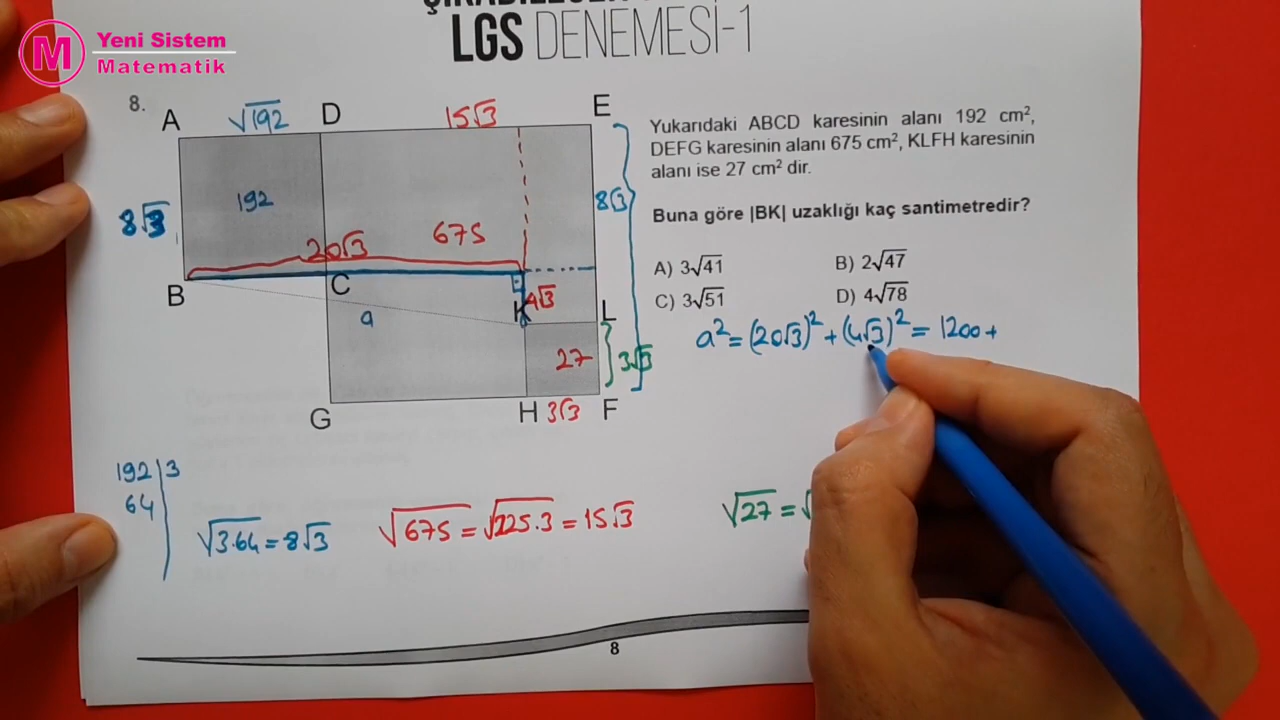 Yeni Sistem
Matematik
LGS DENEMESİ-1
8.
A
√192
D
15√3
E
8√3
192
20√3
675
8√3
B
C
K
4√3
L
a
27
3√3
G
H
3√3
F
Yukarıdaki ABCD karesinin alanı 192 cm²,
DEFG karesinin alanı 675 cm², KLFH karesinin
alanı ise 27 cm² dir.
Buna göre |BK| uzaklığı kaç santimetredir?
A) 3√41
B) 2√47
C) 3√51
D) 4√78
a² = (20√3)² + (4√3)² = 1200 +
192 | 3
64
√3.64 = 8√3
√675 = √225.3 = 15√3
√27 = √
8